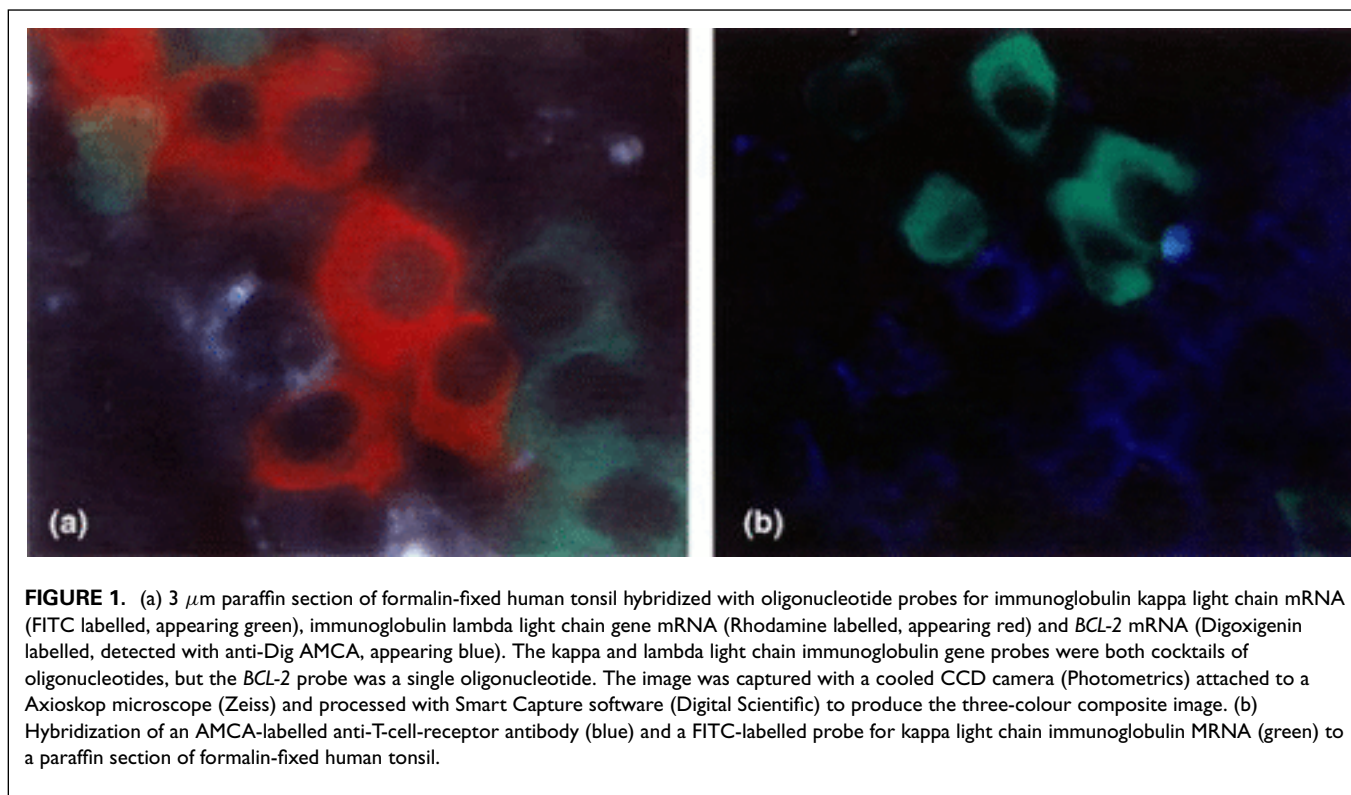 (a)
(b)
FIGURE 1. (a) 3 μm paraffin section of formalin-fixed human tonsil hybridized with oligonucleotide probes for immunoglobulin kappa light chain mRNA
(FITC labelled, appearing green), immunoglobulin lambda light chain gene mRNA (Rhodamine labelled, appearing red) and BCL-2 mRNA (Digoxigenin
labelled, detected with anti-Dig AMCA, appearing blue). The kappa and lambda light chain immunoglobulin gene probes were both cocktails of
oligonucleotides, but the BCL-2 probe was a single oligonucleotide. The image was captured with a cooled CCD camera (Photometrics) attached to a
Axioskop microscope (Zeiss) and processed with Smart Capture software (Digital Scientific) to produce the three-colour composite image. (b)
Hybridization of an AMCA-labelled anti-T-cell-receptor antibody (blue) and a FITC-labelled probe for kappa light chain immunoglobulin MRNA (green) to
a paraffin section of formalin-fixed human tonsil.